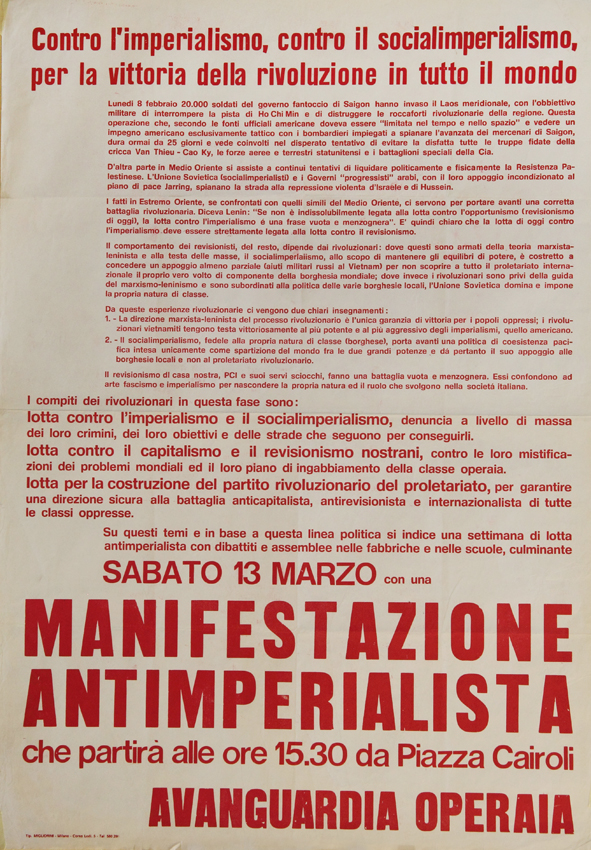 Contro l'imperialismo, contro il socialimperialismo,
per la vittoria della rivoluzione in tutto il mondo
Lunedì 8 febbraio 20.000 soldati del governo fantoccio di Saigon hanno invaso il Laos meridionale, con l'obbiettivo
militare di interrompere la pista di Ho Chi Min e di distruggere le roccaforti rivoluzionarie della regione. Questa
operazione che, secondo le fonti ufficiali americane doveva essere "limitata nel tempo e nello spazio" e vedere un
impegno americano esclusivamente tattico con i bombardieri impiegati a spianare l'avanzata dei mercenari di Saigon,
dura ormai da 25 giorni e vede coinvolti nel disperato tentativo di evitare la disfatta tutte le truppe fidate della
cricca Van Thieu - Cao Ky, le forze aeree e terrestri statunitensi e i battaglioni speciali della Cia.
D'altra parte in Medio Oriente si assiste a continui tentativi di liquidare politicamente e fisicamente la Resistenza Pa-
lestinese. L'Unione Sovietica (socialimperialisti) e i Governi "progressisti" arabi, con il loro appoggio incondizionato al
piano di pace Jarring, spianano la strada alla repressione violenta d'Israele e di Hussein.
I fatti in Estremo Oriente, se confrontati con quelli simili del Medio Oriente, ci servono per portare avanti una corretta
battaglia rivoluzionaria. Diceva Lenin: "Se non è indissolubilmente legata alla lotta contro l'opportunismo (revisionismo
di oggi), la lotta contro l'imperialismo è una frase vuota e menzognera". E' quindi chiaro che la lotta di oggi contro
l'imperialismo deve essere strettamente legata alla lotta contro il revisionismo.
Il comportamento dei revisionisti, del resto, dipende dai rivoluzionari: dove questi sono armati della teoria marxista-
leninista e alla testa delle masse, il socialimperlaiismo, allo scopo di mantenere gli equilibri di potere, è costretto a
concedere un appoggio almeno parziale (aiuti militari russi al Vietnam) per non scoprire a tutto il proletariato interna-
zionale il proprio vero volto di componente della borghesia mondiale; dove invece i rivoluzionari sono privi della guida
del marxismo-leninismo e sono subordinati alla politica delle varie borghesie locali, l'Unione Sovietica domina e impone
la propria natura di classe.
Da queste esperienze rivoluzionarie ci vengono due chiari insegnamenti:
1. - La direzione marxista-leninista del processo rivoluzionario è l'unica garanzia di vittoria per i popoli oppressi; i rivolu-
zionari vietnamiti tengono testa vittoriosamente al più potente e al più aggressivo degli imperialismi, quello americano.
2. - Il socialimperialismo, fedele alla propria natura di classe (borghese), porta avanti una politica di coesistenza paci-
fica intesa unicamente come spartizione del mondo fra le due grandi potenze e dà pertanto il suo appoggio alle
borghesie locali e non al proletariato rivoluzionario.
Il revisionismo di casa nostra, PCI e suoi servi sciocchi, fanno una battaglia vuota e menzognera. Essi confondono ad
arte fascismo e imperialismo per nascondere la propria natura ed il ruolo che svolgono nella società italiana.
I compiti dei rivoluzionari in questa fase sono:
lotta contro l'imperialismo e il socialimperialismo, denuncia a livello di massa
dei loro crimini, dei loro obiettivi e delle strade che seguono per conseguirli.
lotta contro il capitalismo e il revisionismo nostrani, contro le loro mistifica-
zioni dei problemi mondiali ed il loro piano di ingabbiamento della classe operaia.
lotta per la costruzione del partito rivoluzionario del proletariato, per garantire
una direzione sicura alla battaglia anticapitalista, antirevisionista e internazionalista di tutte
le classi oppresse.
Su questi temi e in base a questa linea politica si indice una settimana di lotta
antimperialista con dibattiti e assemblee nelle fabbriche e nelle scuole, culminante
SABATO 13 MARZO con una
MANIFESTAZIONE
ANTIMPERIALISTA
che partirà alle ore 15.30 da Piazza Cairoli
AVANGUARDIA OPERAIA
Milano - Corso Lodi